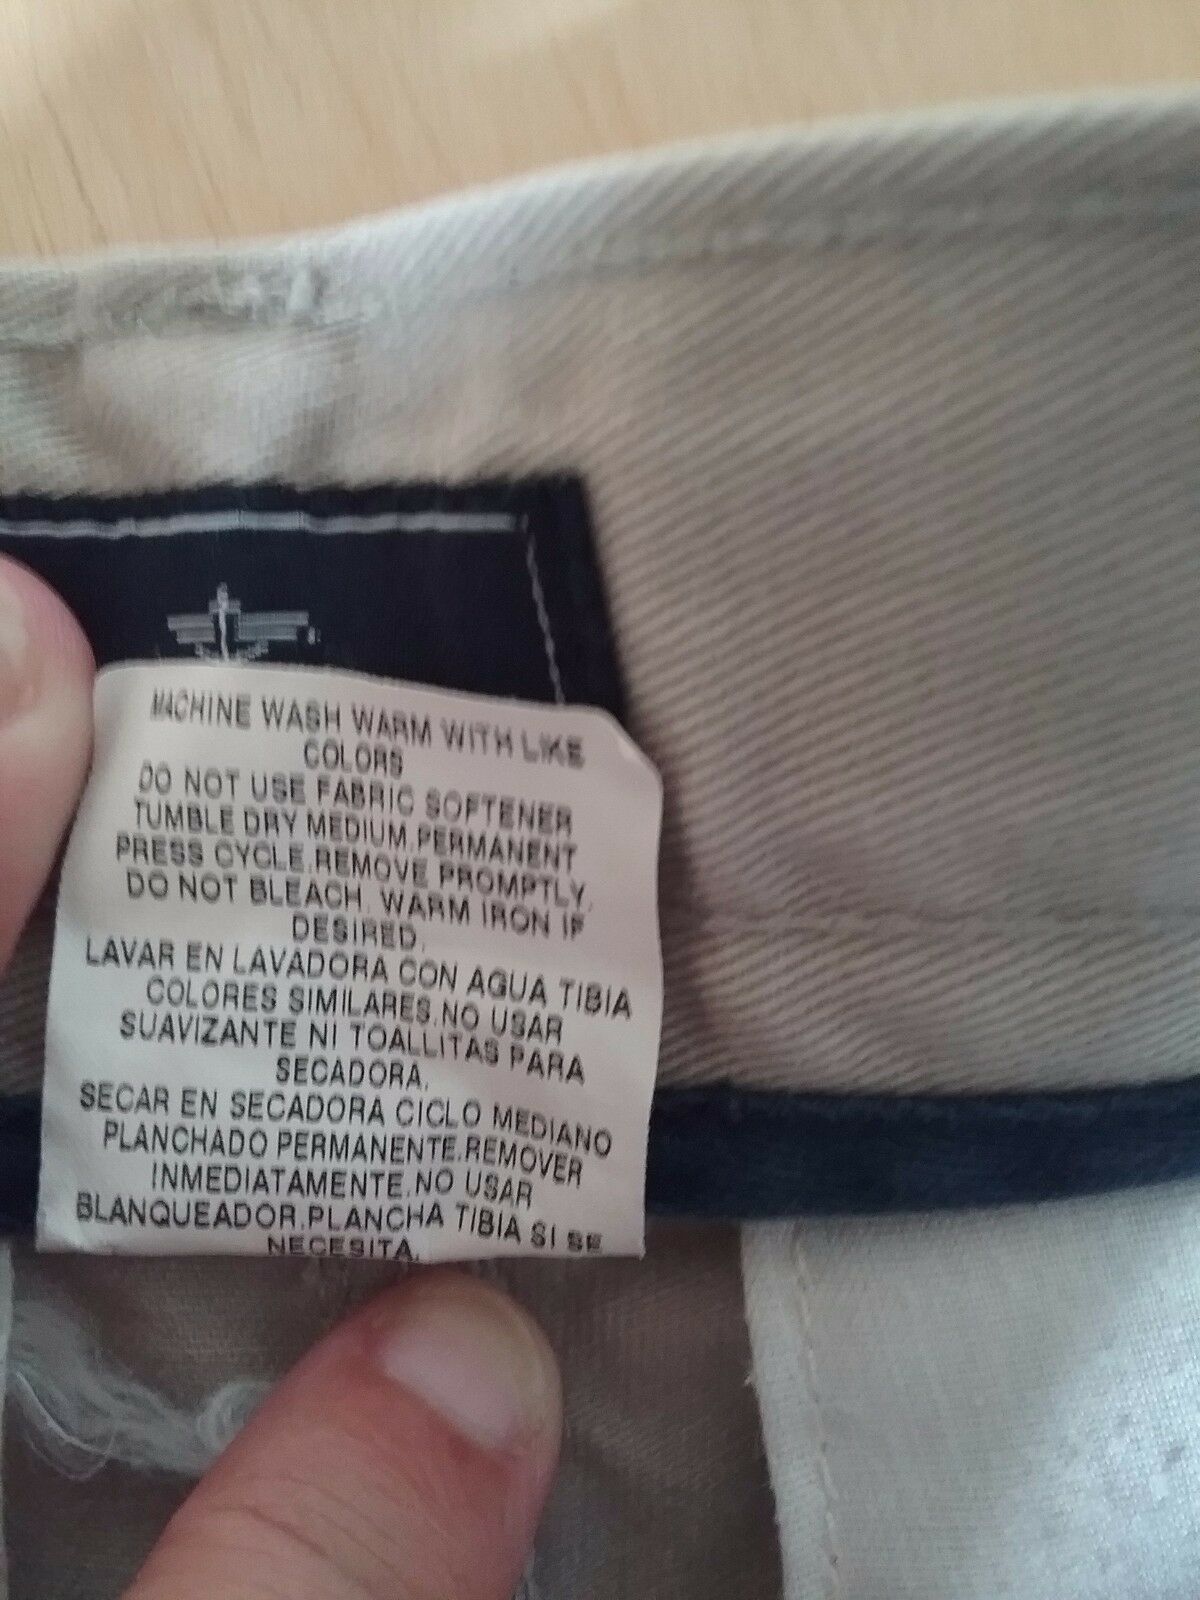 MACHINE WASH WARM WITH LIKE
COLORS
DO NOT USE FABRIC SOFTENER
TUMBLE DRY MEDIUM.PERMANENT
PRESS CYCLE.REMOVE PROMPTLY.
DO NOT BLEACH. WARM IRON IF
DESIRED.
LAVAR EN LAVADORA CON AGUA TIBIA
COLORES SIMILARES.NO USAR
SUAVIZANTE NI TOALLITAS PARA
SECADORA.
SECAR EN SECADORA CICLO MEDIANO
PLANCHADO PERMANENTE.REMOVER
INMEDIATAMENTE.NO USAR
BLANQUEADOR.PLANCHA TIBIA SI SE
NECESITA.